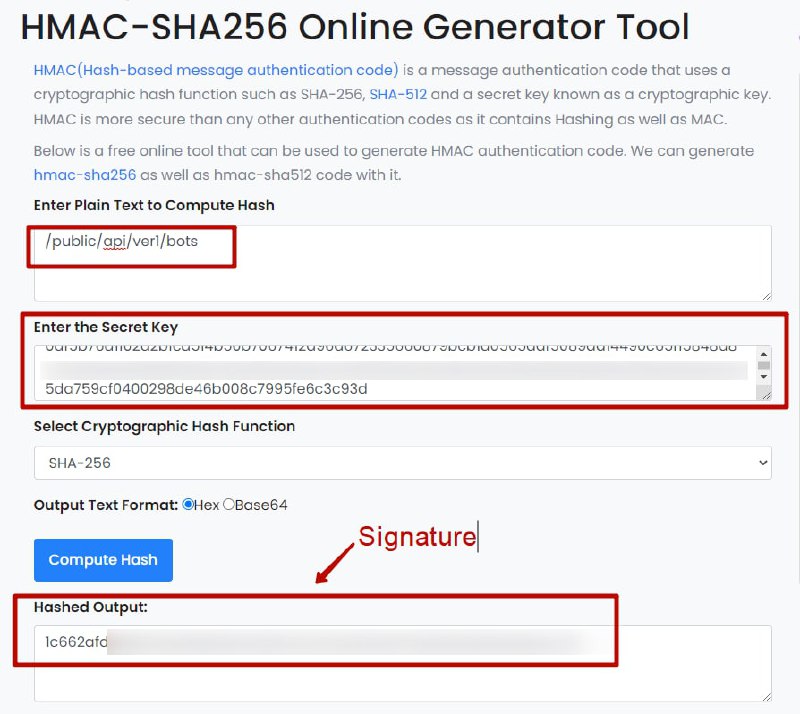 HMAC-SHA256 Online Generator Tool
HMAC(Hash-based message authentication code) is a message authentication code that uses a
cryptographic hash function such as SHA-256, SHA-512 and a secret key known as a cryptographic key.
HMAC is more secure than any other authentication codes as it contains Hashing as well as MAC.
Below is a free online tool that can be used to generate HMAC authentication code. We can generate
hmac-sha256 as well as hmac-sha512 code with it.
Enter Plain Text to Compute Hash
/public/api/ver1/bots
Enter the Secret Key
5da759cf0400298de46b008c7995fe6c3c93d
Select Cryptographic Hash Function
SHA-256
Output Text Format: Hex Base64
Signature
Compute Hash
Hashed Output:
1c662afd